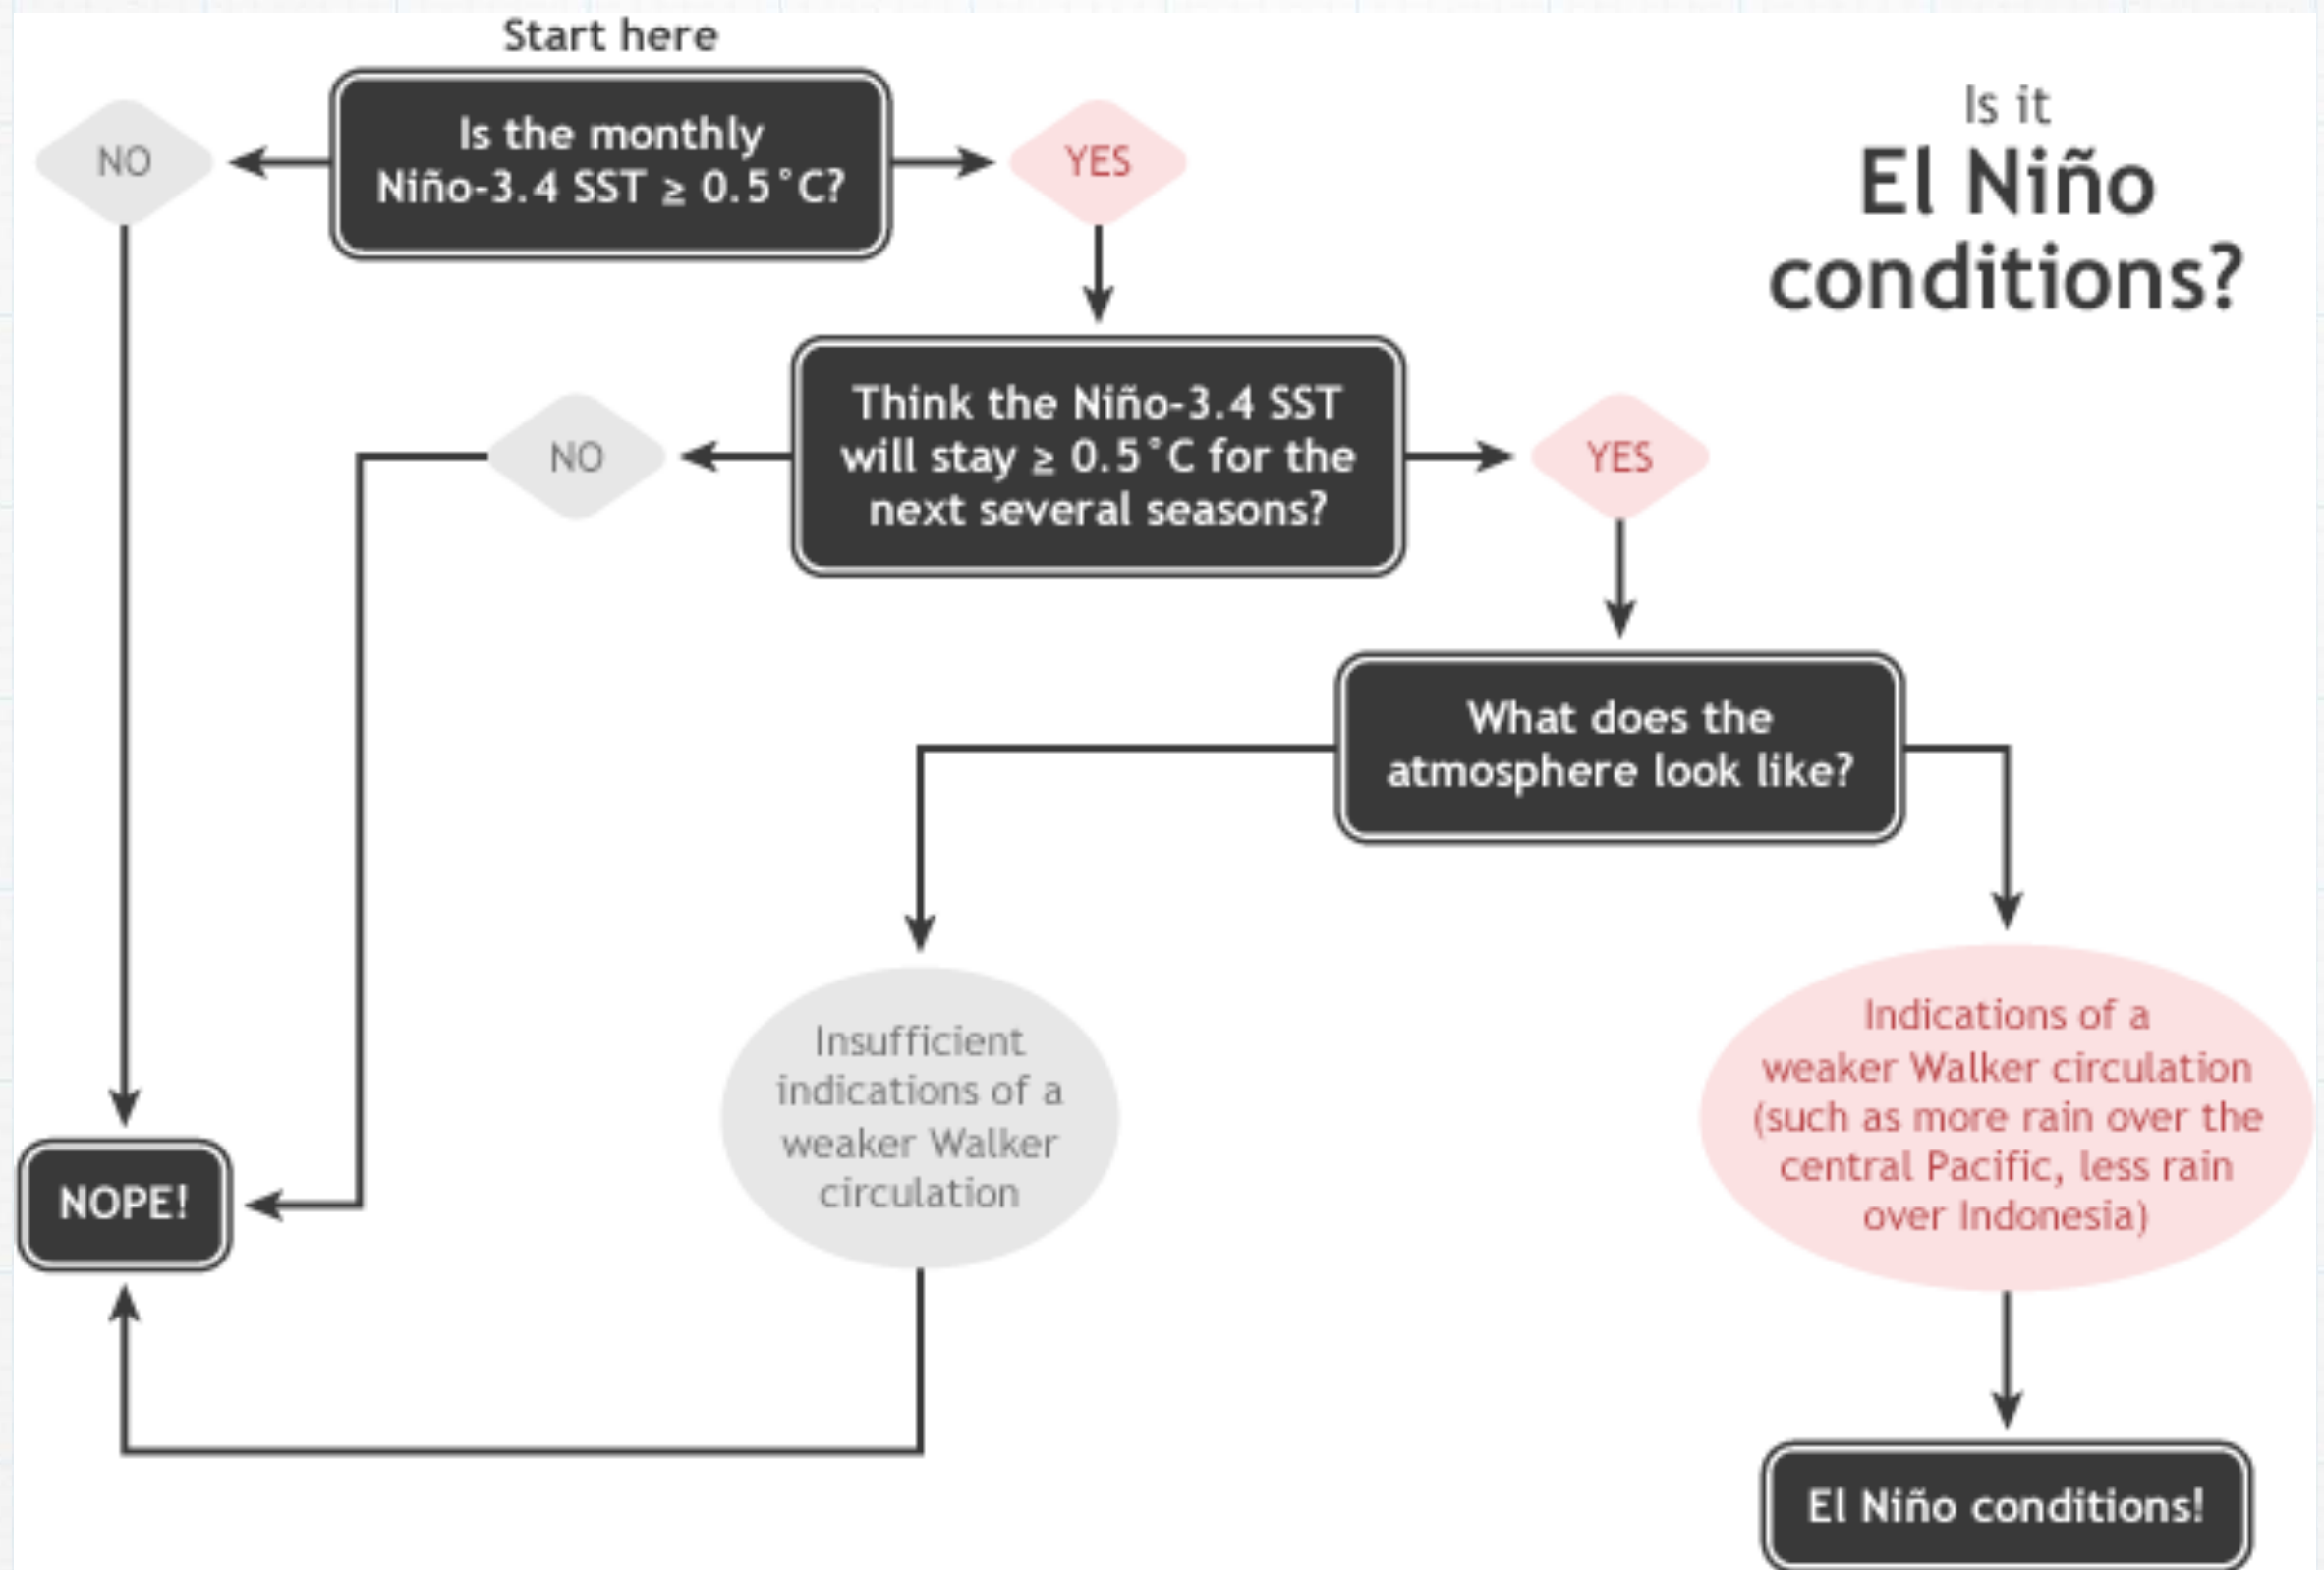 Start here
Is the monthly
Niño-3.4 SST ≥ 0.5°C?
NO
YES
Is it
El Niño
conditions?
Think the Niño-3.4 SST
will stay ≥ 0.5°C for the
next several seasons?
NO
YES
What does the
atmosphere look like?
Insufficient
indications of a
weaker Walker
circulation
Indications of a
weaker Walker circulation
(such as more rain over the
central Pacific, less rain
over Indonesia)
NOPE!
El Niño conditions!